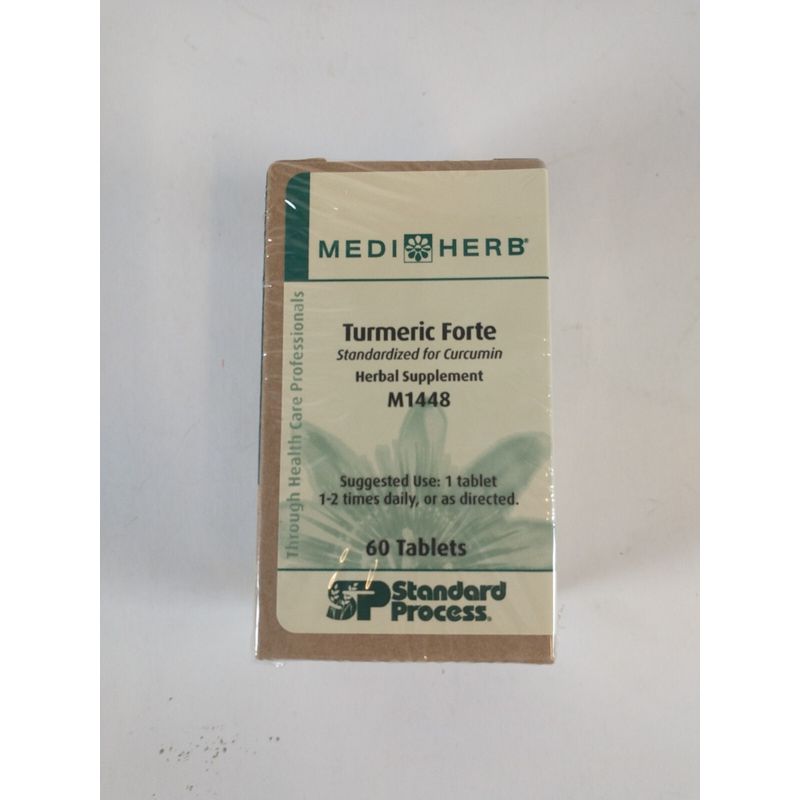 MEDI HERB®
Through Health Care Professionals
Turmeric Forte
Standardized for Curcumin
Herbal Supplement
M1448
Suggested Use: 1 tablet
1-2 times daily, or as directed.
60 Tablets
SP Standard
Process®